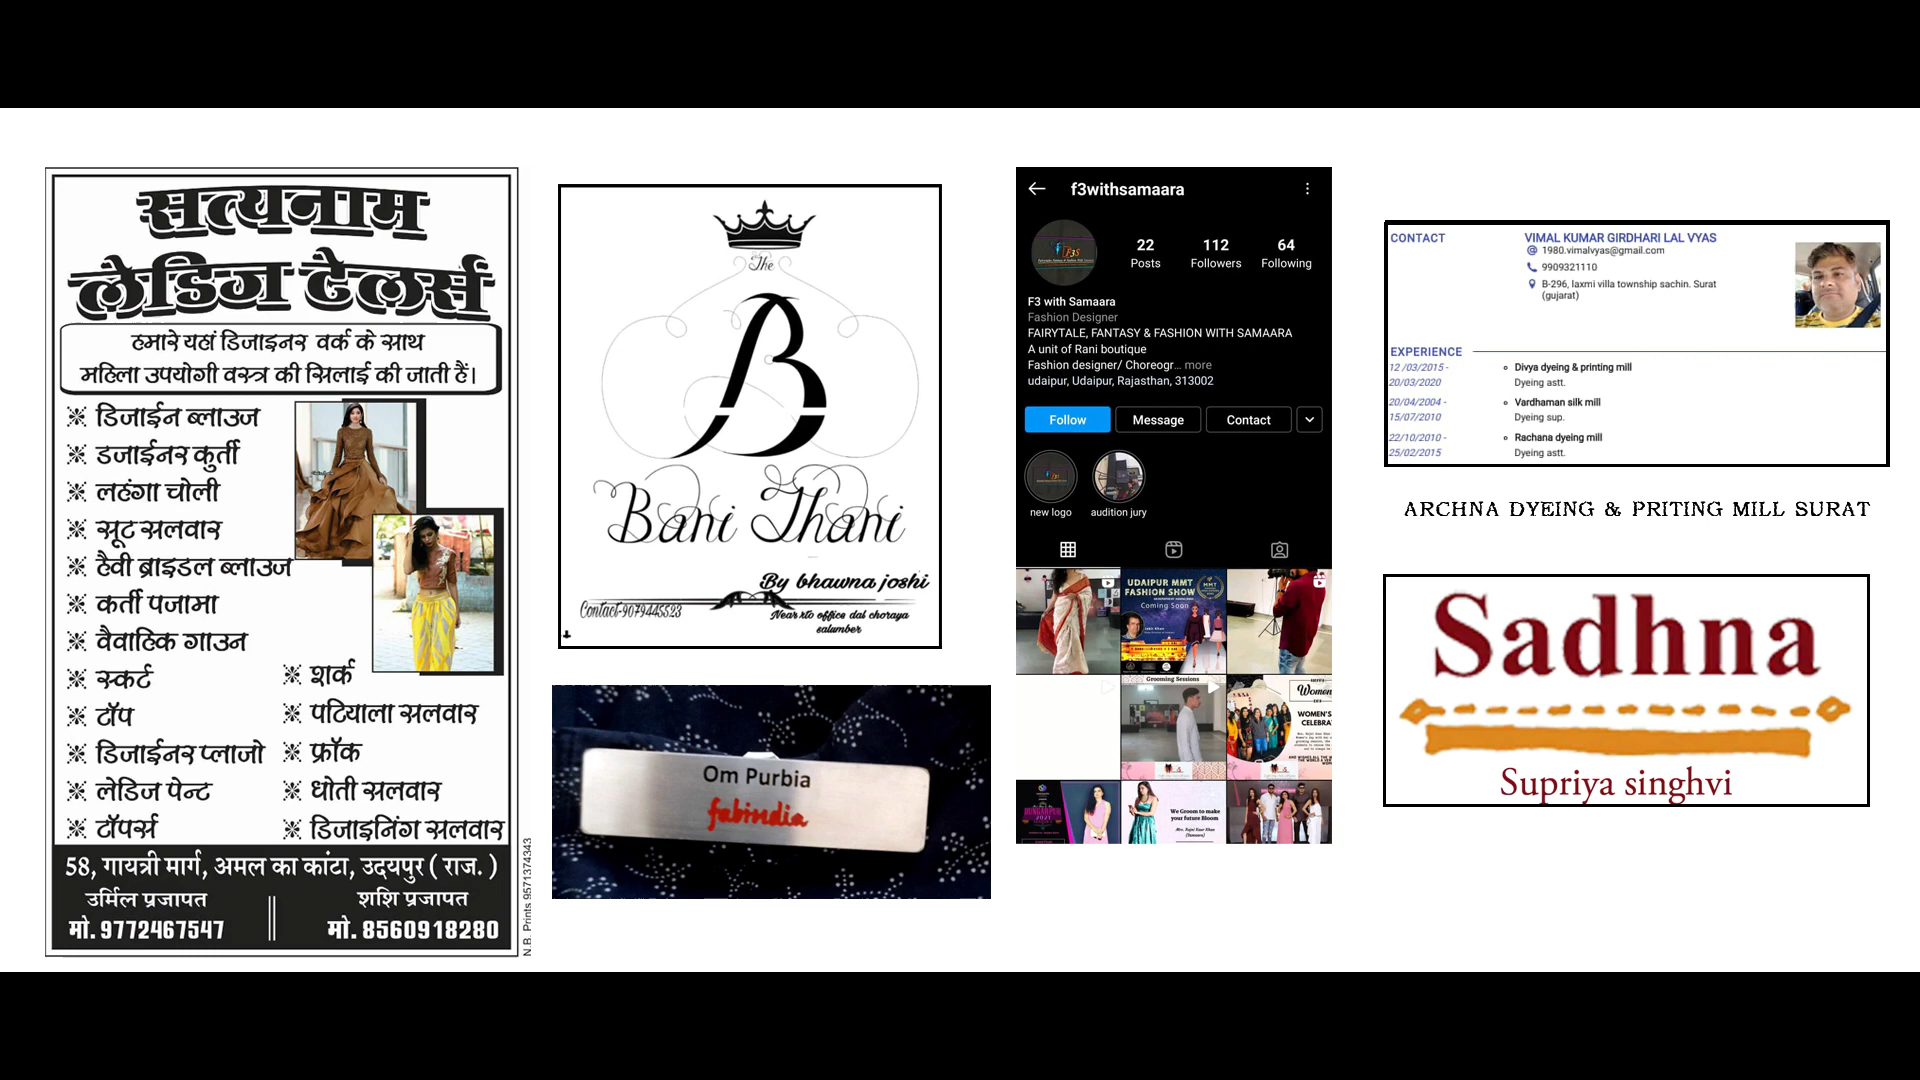 सत्यनाम
लेडिज टेलर्स
हमारे यहां डिजाइनर वर्क के साथ
महिला उपयोगी वस्त्र की सिलाई की जाती हैं।
※ डिजाईन ब्लाउज
※ डजाईनर कुर्ती
※ लहंगा चोली
※ सूट सलवार
※ हैवी ब्राइडल ब्लाउज
※ कर्ती पजामा
※ वैवाहिक गाउन
※ स्कर्ट
※ टॉप
※ डिजाईनर प्लाजो
※ लेडिज पेन्ट
※ टॉपर्स
※ शर्क
※ पटियाला सलवार
※ फ्रॉक
※ धोती सलवार
※ डिजाइनिंग सलवार
58, गायत्री मार्ग, अमल का कांटा, उदयपुर ( राज. )
उर्मिल प्रजापत
मो. 9772467547
शशि प्रजापत
मो. 8560918280
N.B. Prints 9571374343
The
B
Bani Thani
By bhawna joshi
Contact-9079445523
Near rto office dal choraya
salumber
Om Purbia
fabindia
f3withsamaara
22 112 64
Posts Followers Following
F3 with Samaara
Fashion Designer
FAIRYTALE, FANTASY & FASHION WITH SAMAARA
A unit of Rani boutique
Fashion designer/ Choreogr... more
udaipur, Udaipur, Rajasthan, 313002
Follow Message Contact
new logo audition jury
UDAIPUR MMT
FASHION SHOW
Coming Soon
Grooming Sessions
Women
WOMEN'S
CELEBRA
DUNGARPUR
2021
We Groom to make
your future Bloom
CONTACT
VIMAL KUMAR GIRDHARI LAL VYAS
@ 1980.vimalvyas@gmail.com
9909321110
B-296, laxmi villa township sachin. Surat
(gujarat)
EXPERIENCE
12 /03/2015 -
20/03/2020
Divya dyeing & printing mill
Dyeing astt.
20/04/2004 -
15/07/2010
Vardhaman silk mill
Dyeing sup.
22/10/2010 -
25/02/2015
Rachana dyeing mill
Dyeing astt.
ARCHNA DYEING & PRITING MILL SURAT
Sadhna
Supriya singhvi